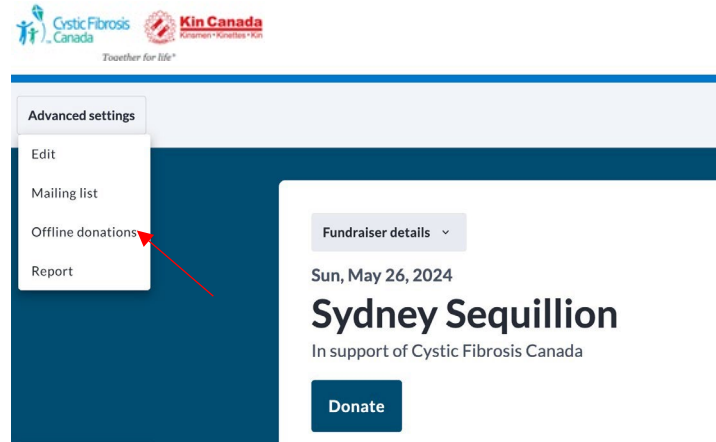 Cystic Fibrosis
Canada
Kin Canada
Kinsmen • Kinettes • Kin
Together for life*
Advanced settings
Edit
Mailing list
Offline donations
Report
Fundraiser details
Sun, May 26, 2024
Sydney Sequillion
In support of Cystic Fibrosis Canada
Donate